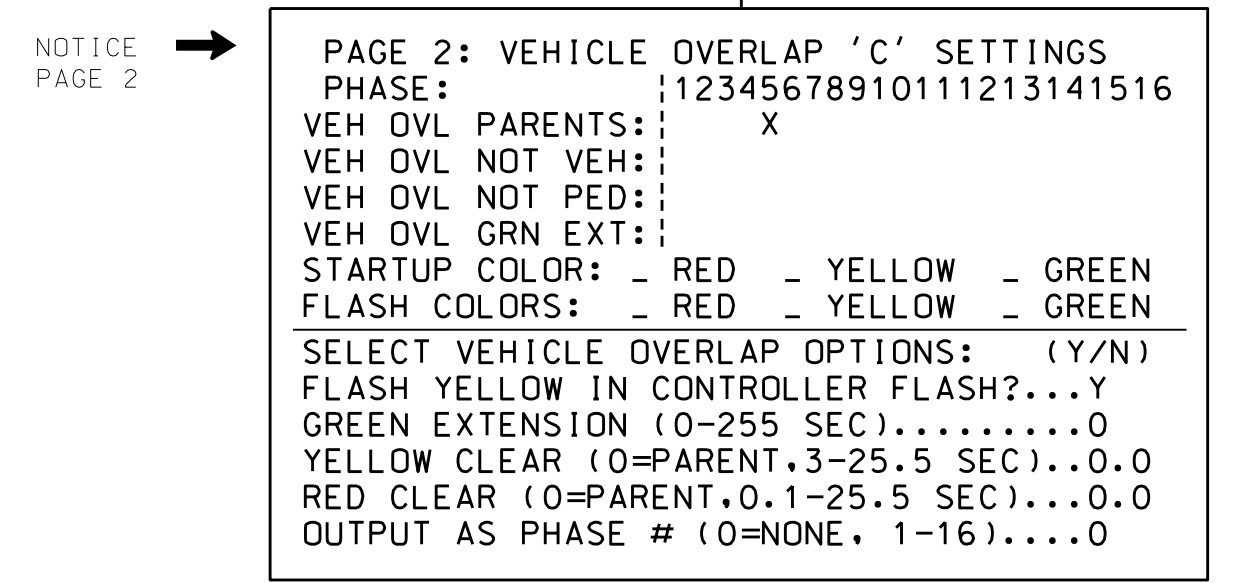 NOTICE
PAGE 2
PAGE 2: VEHICLE OVERLAP 'C' SETTINGS
PHASE: ¦12345678910111213141516
VEH OVL PARENTS:¦ X
VEH OVL NOT VEH:¦
VEH OVL NOT PED:¦
VEH OVL GRN EXT:¦
STARTUP COLOR: _ RED _ YELLOW _ GREEN
FLASH COLORS: _ RED _ YELLOW _ GREEN
SELECT VEHICLE OVERLAP OPTIONS: (Y/N)
FLASH YELLOW IN CONTROLLER FLASH?...Y
GREEN EXTENSION (0-255 SEC).........0
YELLOW CLEAR (0=PARENT,3-25.5 SEC)..0.0
RED CLEAR (0=PARENT,0.1-25.5 SEC)...0.0
OUTPUT AS PHASE # (0=NONE, 1-16)....0